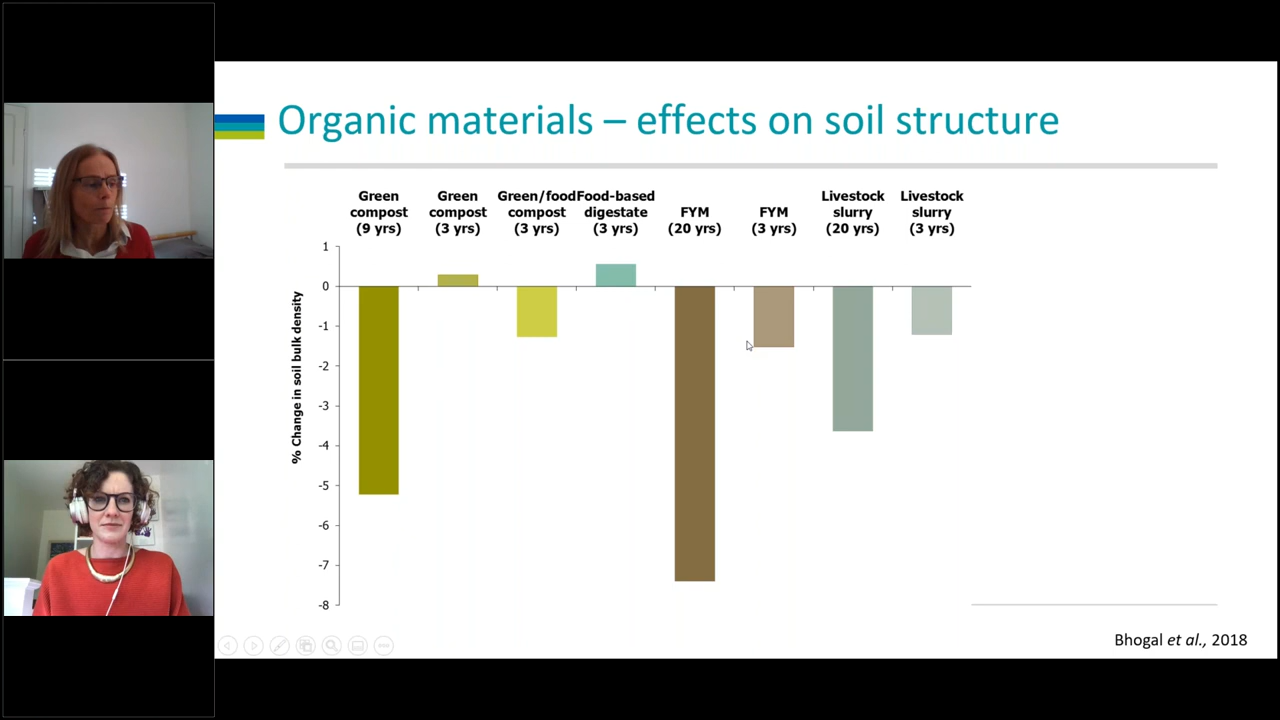 Organic materials – effects on soil structure
Green compost (9 yrs)
Green compost (3 yrs)
Green/food compost (3 yrs)
Food-based digestate (3 yrs)
FYM (20 yrs)
FYM (3 yrs)
Livestock slurry (20 yrs)
Livestock slurry (3 yrs)
% Change in soil bulk density
1
0
-1
-2
-3
-4
-5
-6
-7
-8
Bhogal et al., 2018